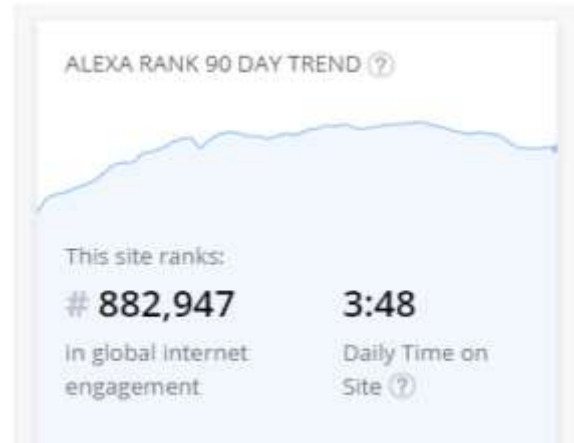 ALEXA RANK 90 DAY TREND ?
This site ranks:
# 882,947
in global internet
engagement
3:48
Daily Time on
Site ?